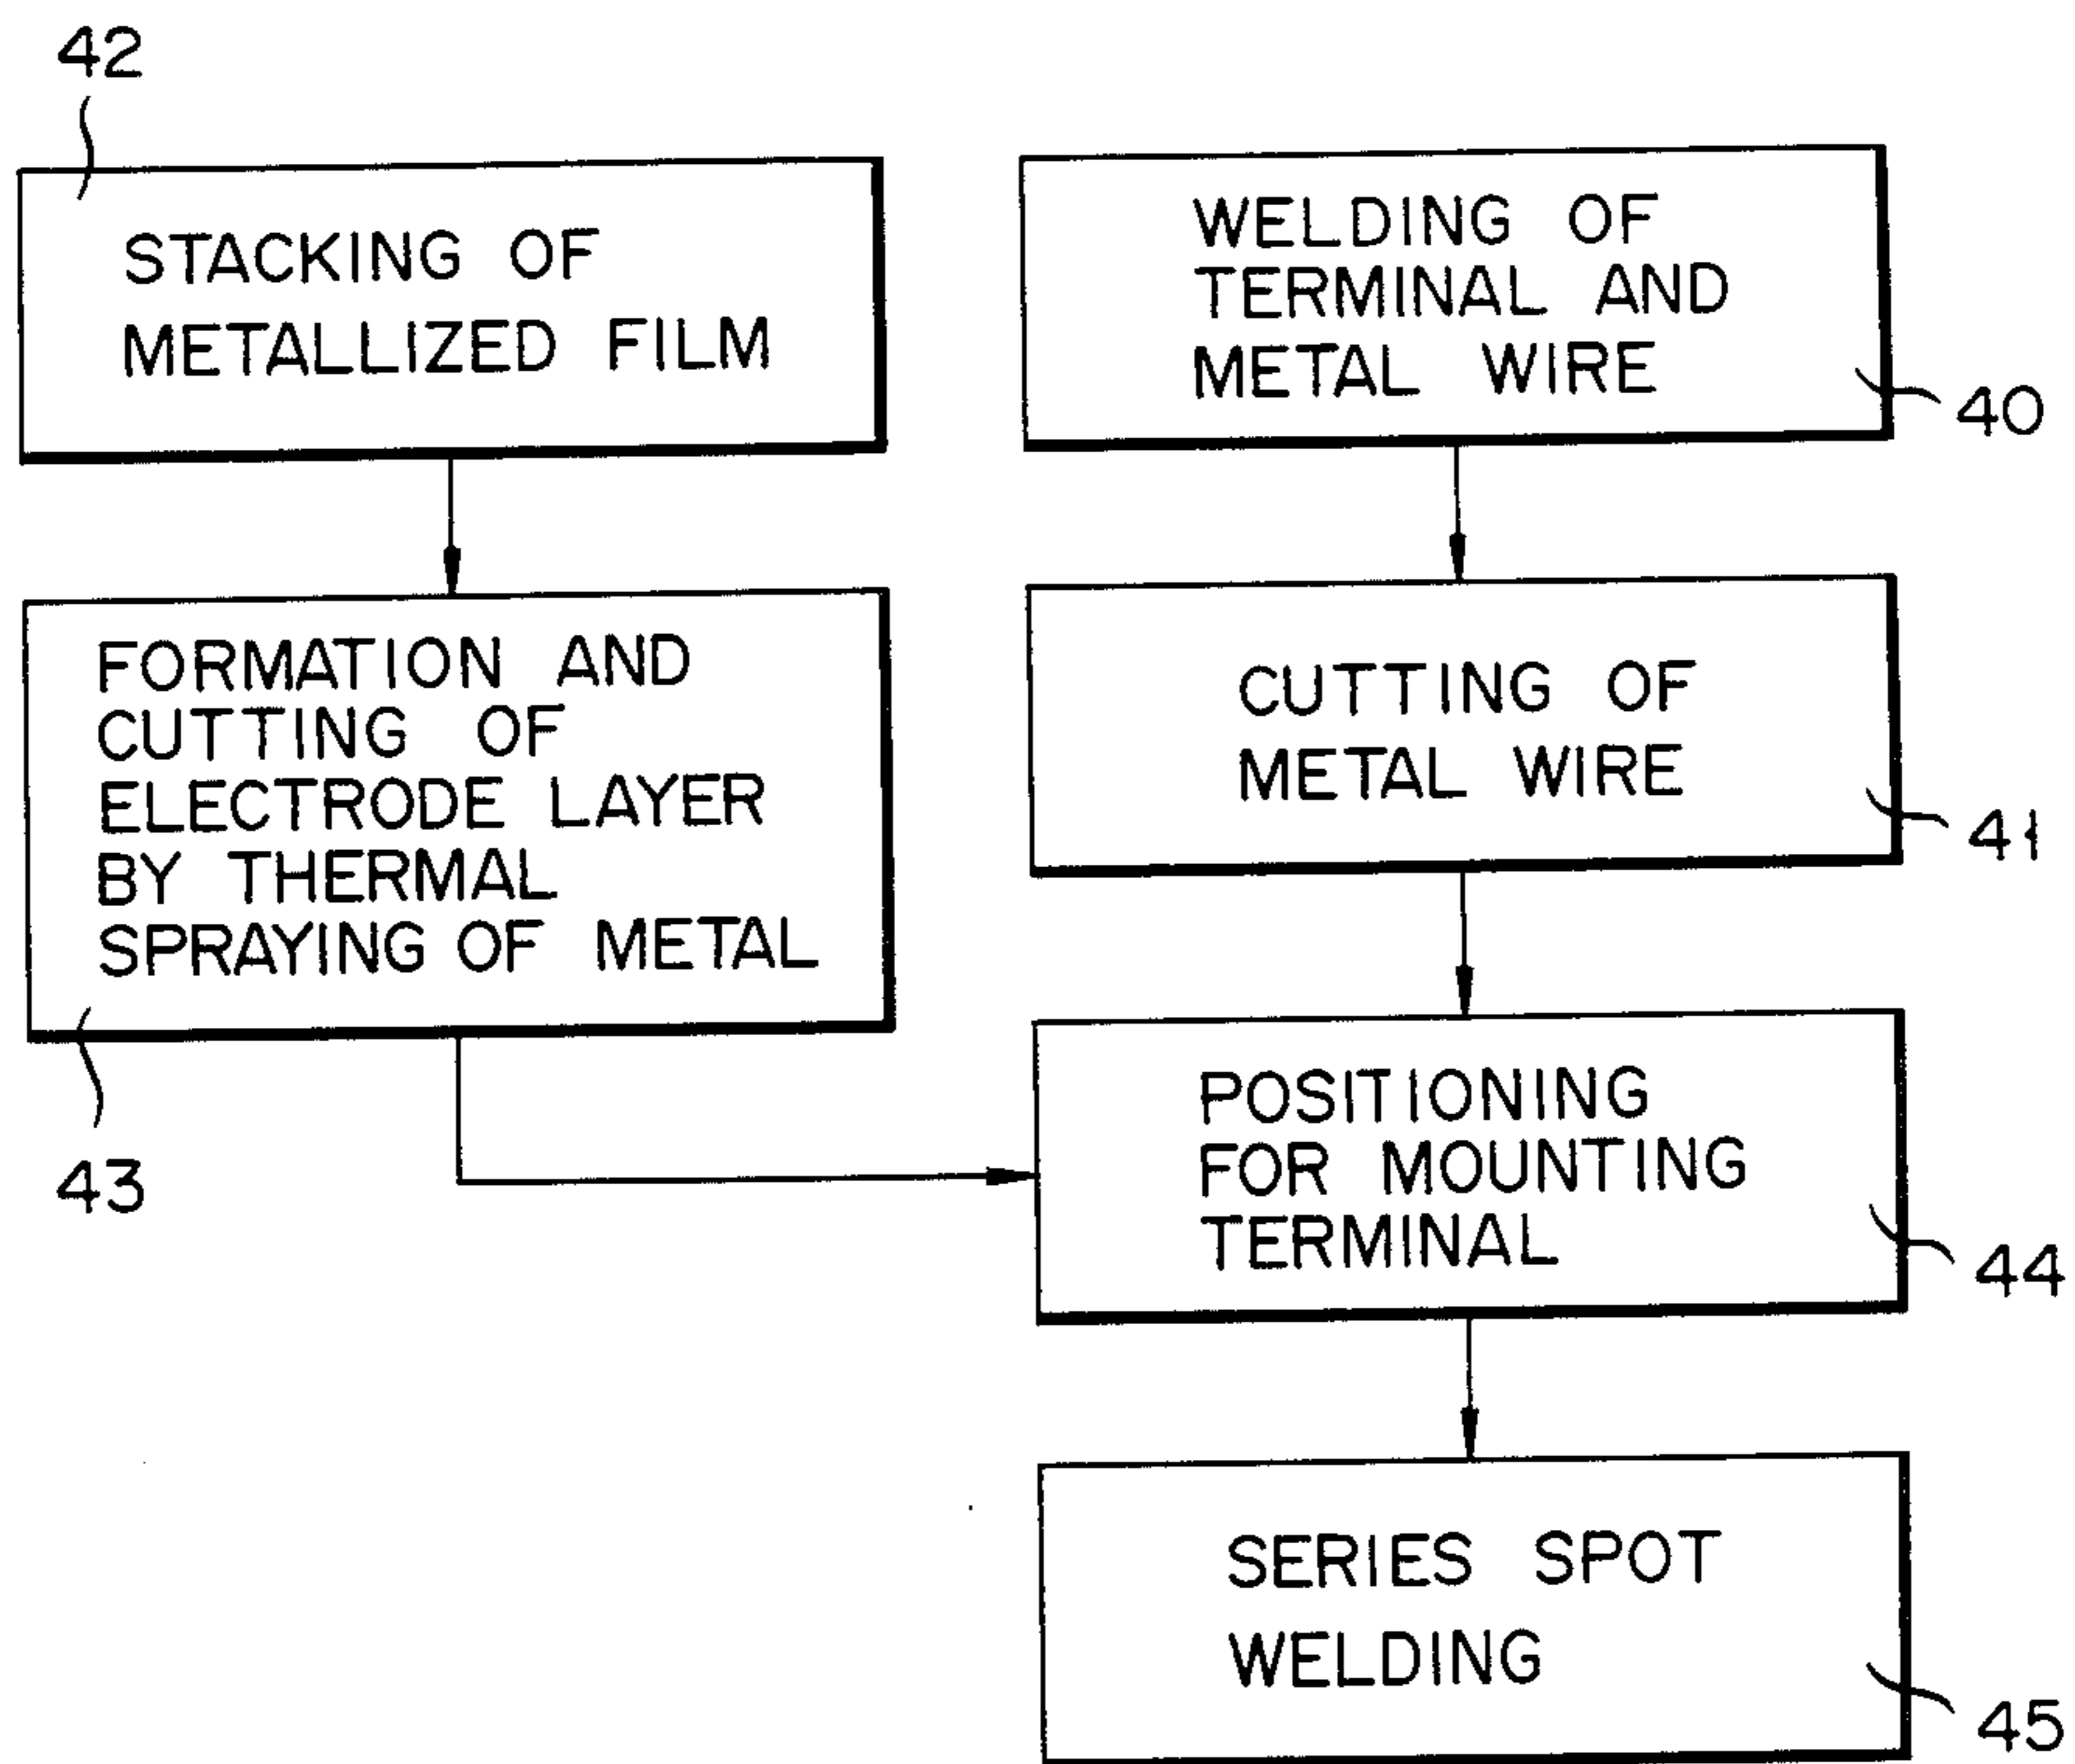 42
STACKING OF
METALLIZED FILM
WELDING OF
TERMINAL AND
METAL WIRE
40
FORMATION AND
CUTTING OF
ELECTRODE LAYER
BY THERMAL
SPRAYING OF METAL
43
CUTTING OF
METAL WIRE
41
POSITIONING
FOR MOUNTING
TERMINAL
44
SERIES SPOT
WELDING
45